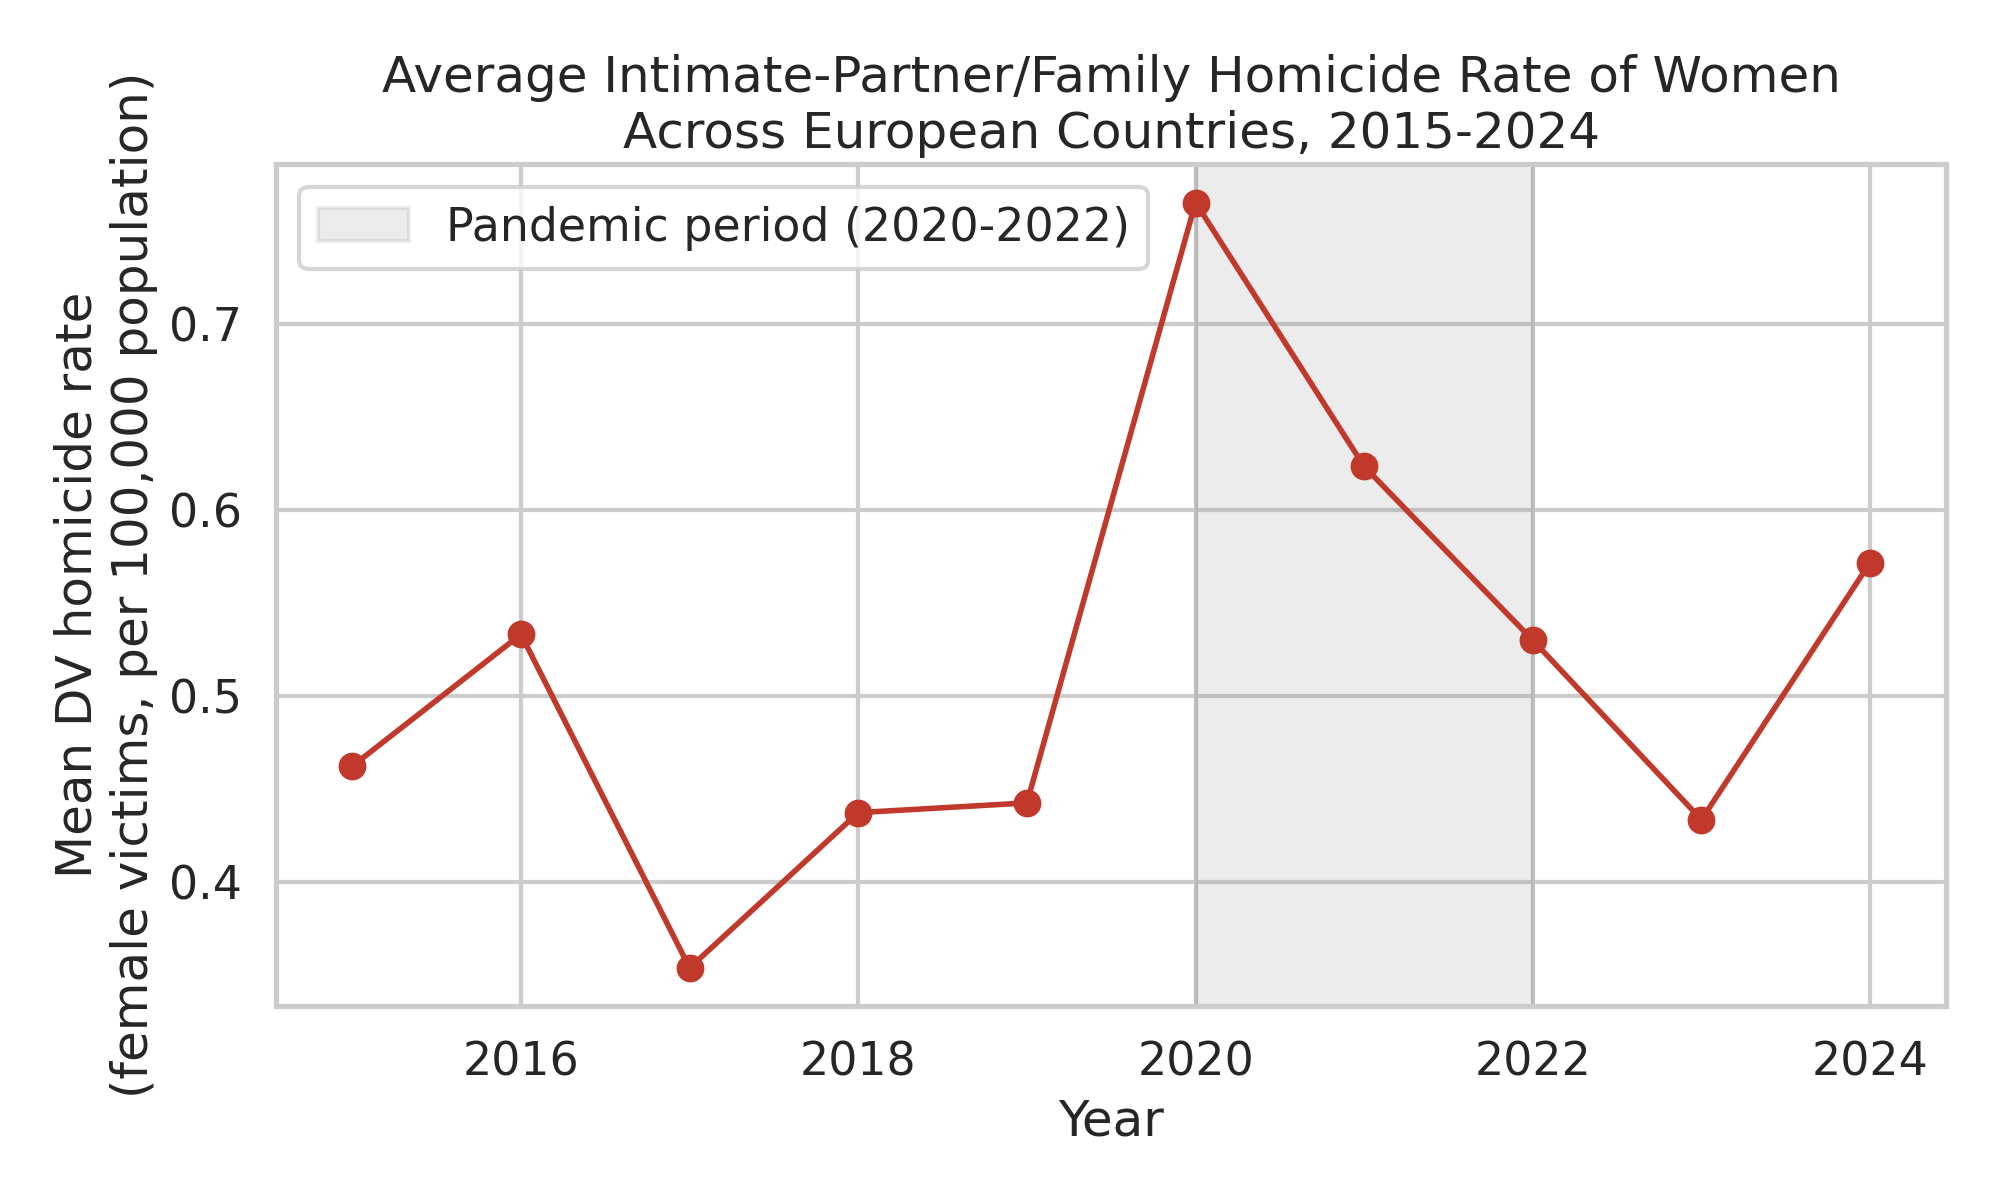 Average Intimate-Partner/Family Homicide Rate of Women
Across European Countries, 2015-2024
Pandemic period (2020-2022)
Mean DV homicide rate
(female victims, per 100,000 population)
0.7
0.6
0.5
0.4
2016
2018
2020
2022
2024
Year